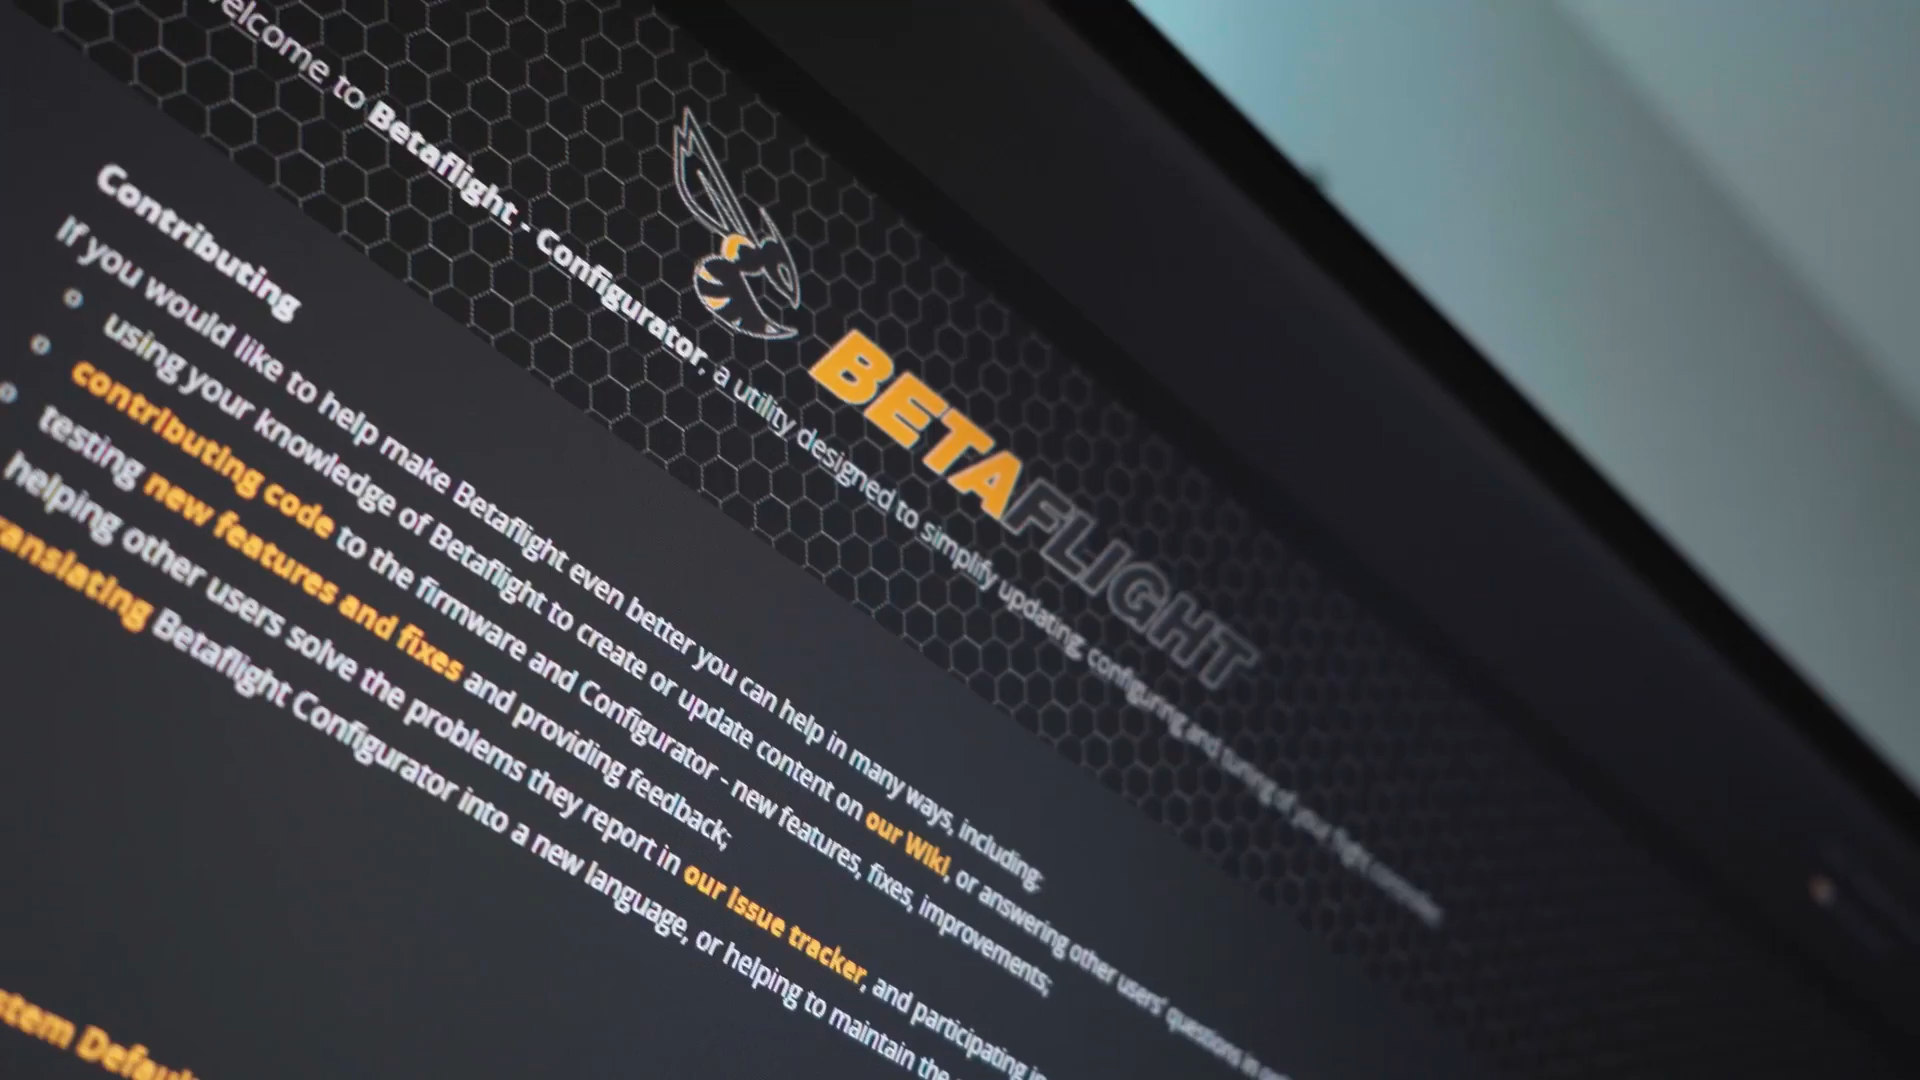 BETAFLIGHT
Welcome to Betaflight - Configurator, a utility designed to simplify updating, configuring and tuning of your flight controller.
Contributing
If you would like to help make Betaflight even better you can help in many ways, including:
using your knowledge of Betaflight to create or update content on our Wiki, or answering other users' questions in
contributing code to the firmware and Configurator - new features, fixes, improvements;
testing new features and fixes and providing feedback;
helping other users solve the problems they report in our issue tracker, and participating in
translating Betaflight Configurator into a new language, or helping to maintain the